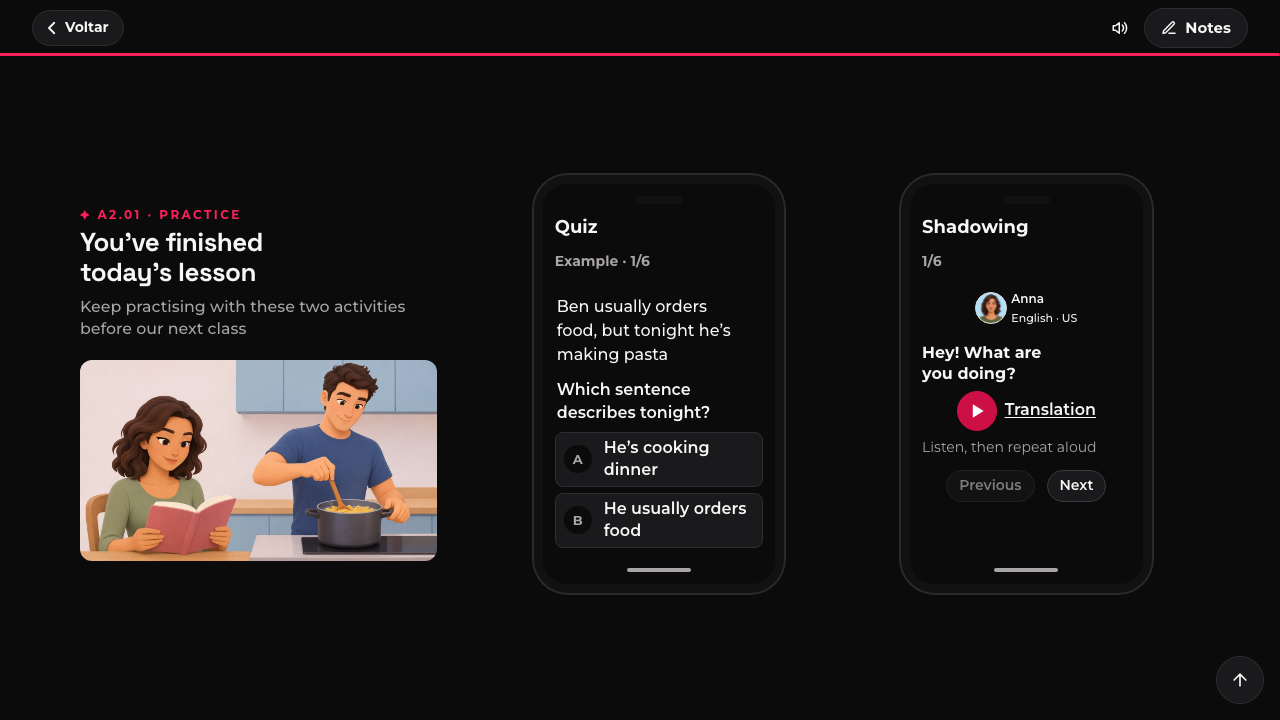 Voltar
Notes
A2.01 · PRACTICE
You've finished
today's lesson
Keep practising with these two activities
before our next class
Quiz
Example · 1/6
Ben usually orders
food, but tonight he's
making pasta
Which sentence
describes tonight?
A
He's cooking
dinner
B
He usually orders
food
Shadowing
1/6
Anna
English · US
Hey! What are
you doing?
Translation
Listen, then repeat aloud
Previous
Next